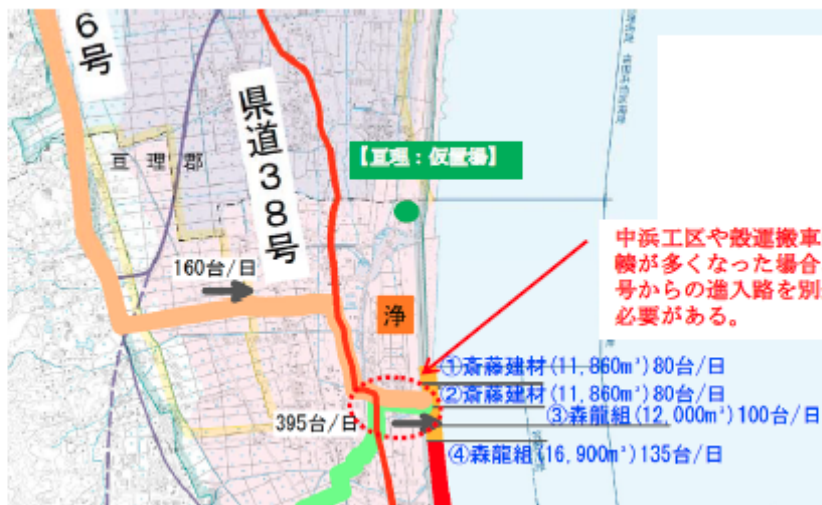 6号
県道38号
亘理郡
【亘理：仮置場】
160台/日
浄
中浜工区や殻運搬車
輌が多くなった場合
号からの進入路を別
必要がある。
①斎藤建材(11,860m³)80台/日
②斎藤建材(11,860m³)80台/日
③森龍組(12,000m³)100台/日
395台/日
④森龍組(16,900m³)135台/日